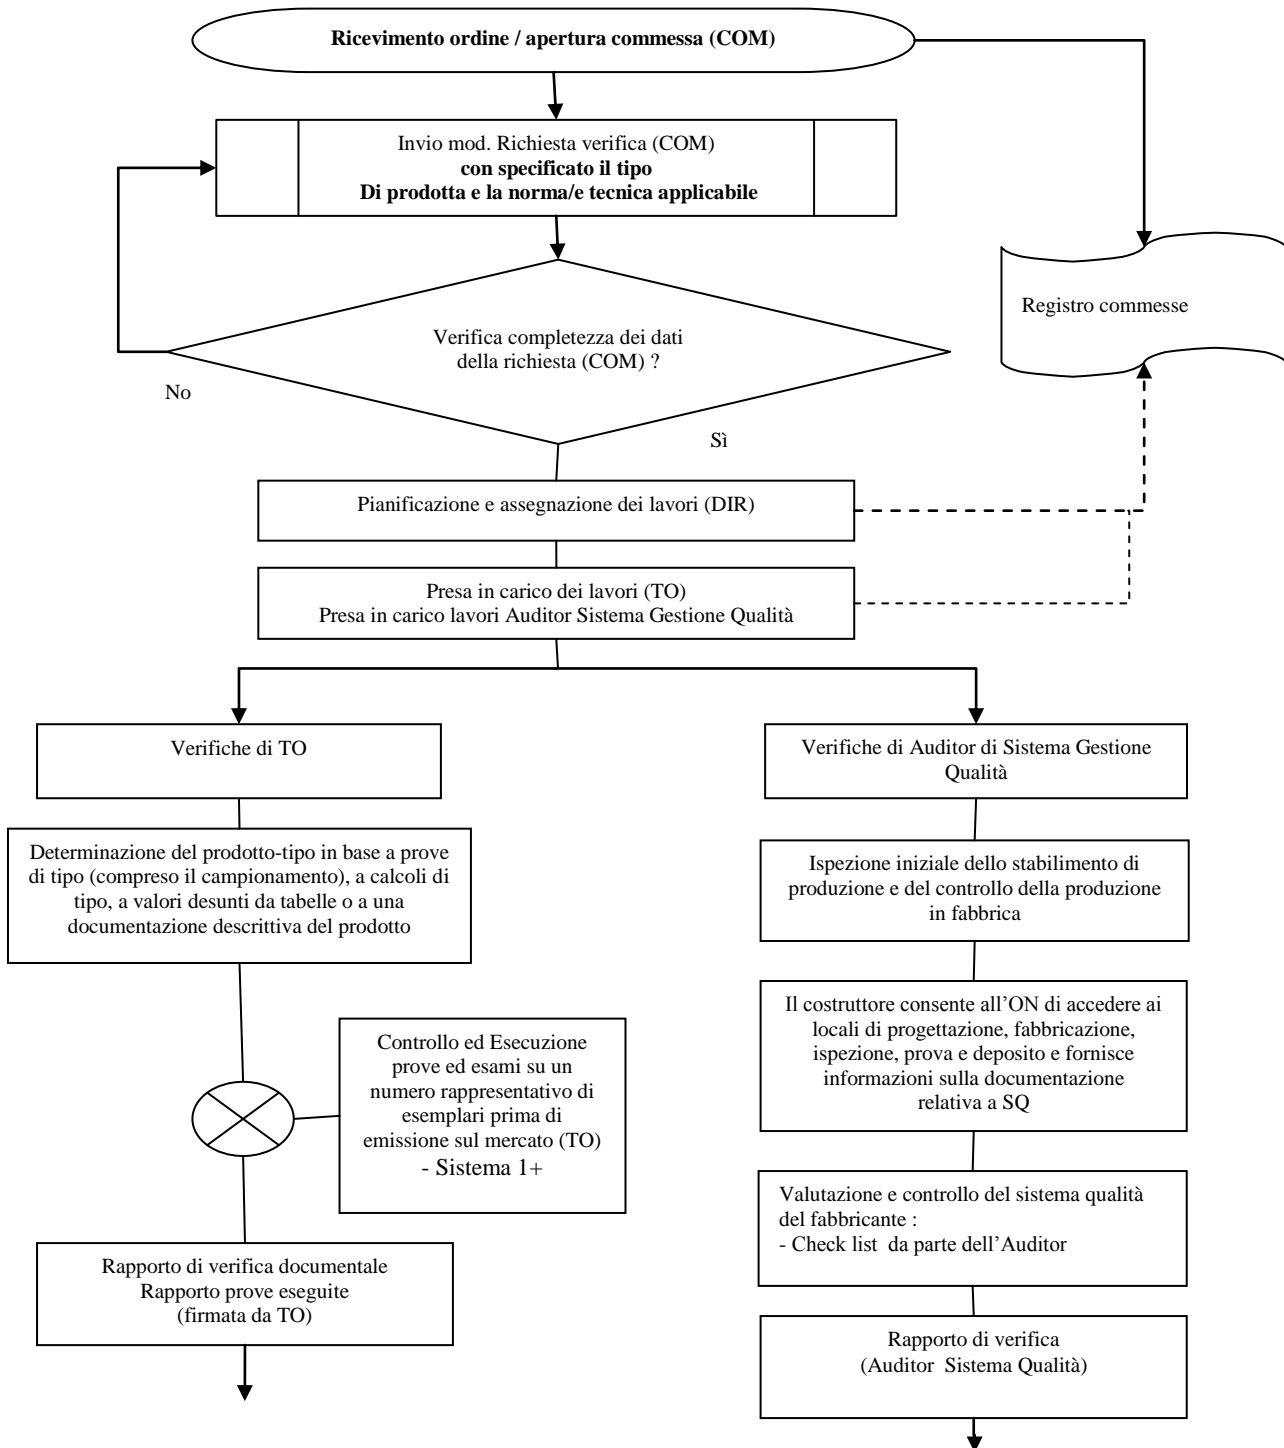 Ricevimento ordine / apertura commessa (COM)
Invio mod. Richiesta verifica (COM)
con specificato il tipo
Di prodotta e la norma/e tecnica applicabile
Registro commesse
Verifica completezza dei dati
della richiesta (COM) ?
No
Sì
Pianificazione e assegnazione dei lavori (DIR)
Presa in carico dei lavori (TO)
Presa in carico lavori Auditor Sistema Gestione Qualità
Verifiche di TO
Determinazione del prodotto-tipo in base a prove
di tipo (compreso il campionamento), a calcoli di
tipo, a valori desunti da tabelle o a una
documentazione descrittiva del prodotto
Controllo ed Esecuzione
prove ed esami su un
numero rappresentativo di
esemplari prima di
emissione sul mercato (TO)
- Sistema 1+
Rapporto di verifica documentale
Rapporto prove eseguite
(firmata da TO)
Verifiche di Auditor di Sistema Gestione
Qualità
Ispezione iniziale dello stabilimento di
produzione e del controllo della produzione
in fabbrica
Il costruttore consente all’ON di accedere ai
locali di progettazione, fabbricazione,
ispezione, prova e deposito e fornisce
informazioni sulla documentazione
relativa a SQ
Valutazione e controllo del sistema qualità
del fabbricante :
- Check list da parte dell’Auditor
Rapporto di verifica
(Auditor Sistema Qualità)